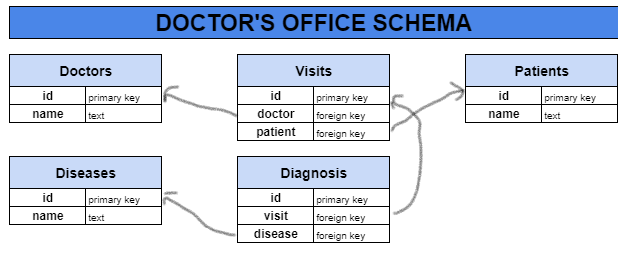 DOCTOR'S OFFICE SCHEMA
Doctors
id primary key
name text
Visits
id primary key
doctor foreign key
patient foreign key
Patients
id primary key
name text
Diseases
id primary key
name text
Diagnosis
id primary key
visit foreign key
disease foreign key